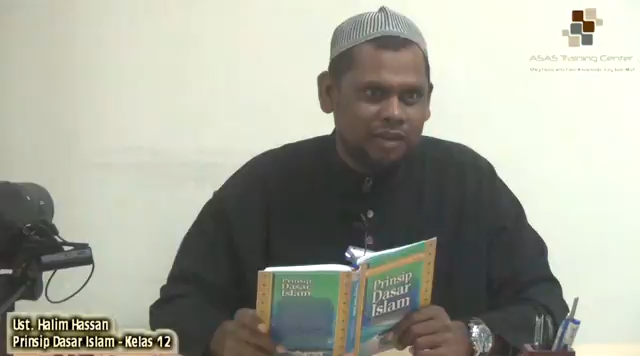 ASAS Training Center
Prinsip
Dasar
Islam
Prinsip
Dasar
Islam
Ust. Halim Hassan
Prinsip Dasar Islam - Kelas 12